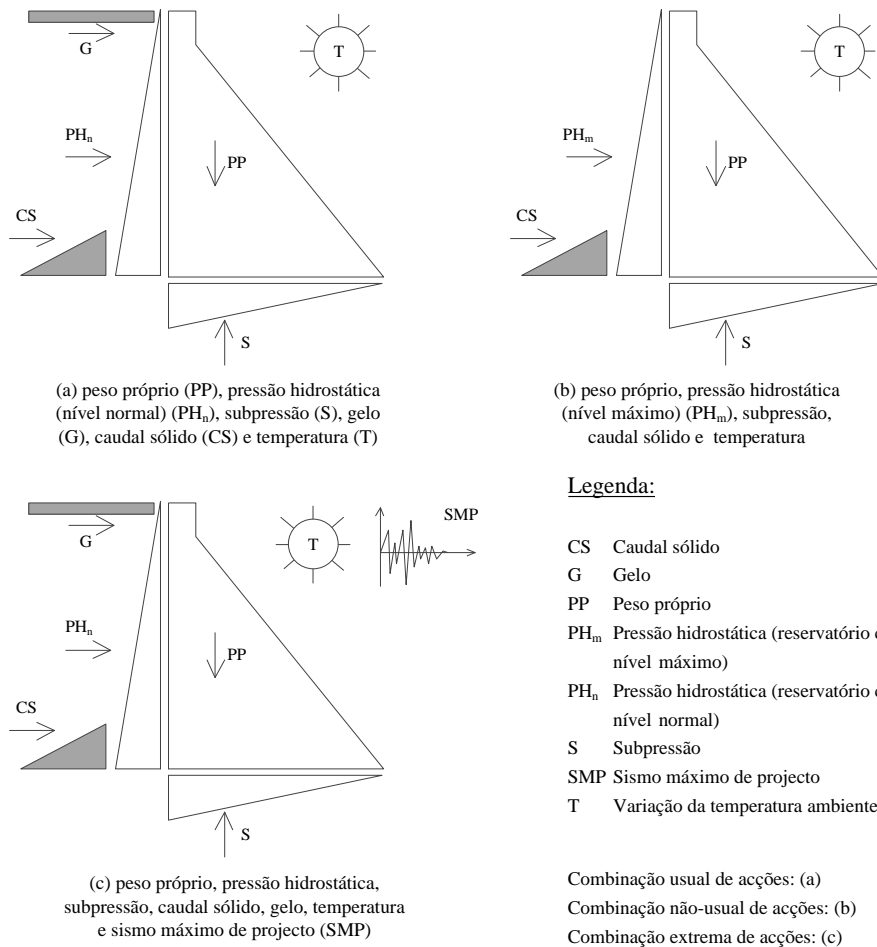 G
T
PHn
PP
CS
S
(a) peso próprio (PP), pressão hidrostática
(nível normal) (PHn), subpressão (S), gelo
(G), caudal sólido (CS) e temperatura (T)
T
PHm
PP
CS
S
(b) peso próprio, pressão hidrostática
(nível máximo) (PHm), subpressão,
caudal sólido e temperatura
G
T
SMP
PHn
PP
CS
S
(c) peso próprio, pressão hidrostática,
subpressão, caudal sólido, gelo, temperatura
e sismo máximo de projecto (SMP)
Legenda:
CS Caudal sólido
G Gelo
PP Peso próprio
PHm Pressão hidrostática (reservatório
nível máximo)
PHn Pressão hidrostática (reservatório
nível normal)
S Subpressão
SMP Sismo máximo de projecto
T Variação da temperatura ambiente
Combinação usual de acções: (a)
Combinação não-usual de acções: (b)
Combinação extrema de acções: (c)